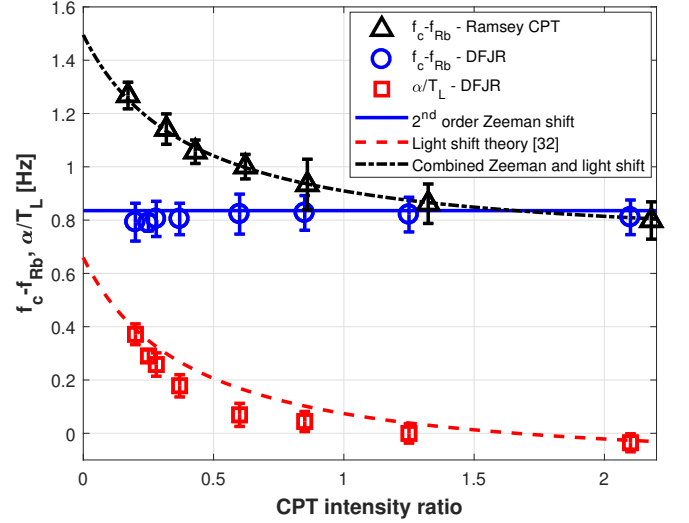 1.6
1.4
1.2
1
0.8
0.6
0.4
0.2
0
f_c-f_Rb, α/T_L [Hz]
f_c-f_Rb - Ramsey CPT
f_c-f_Rb - DFJR
α/T_L - DFJR
2nd order Zeeman shift
Light shift theory [32]
Combined Zeeman and light shift
0 0.5 1 1.5 2
CPT intensity ratio